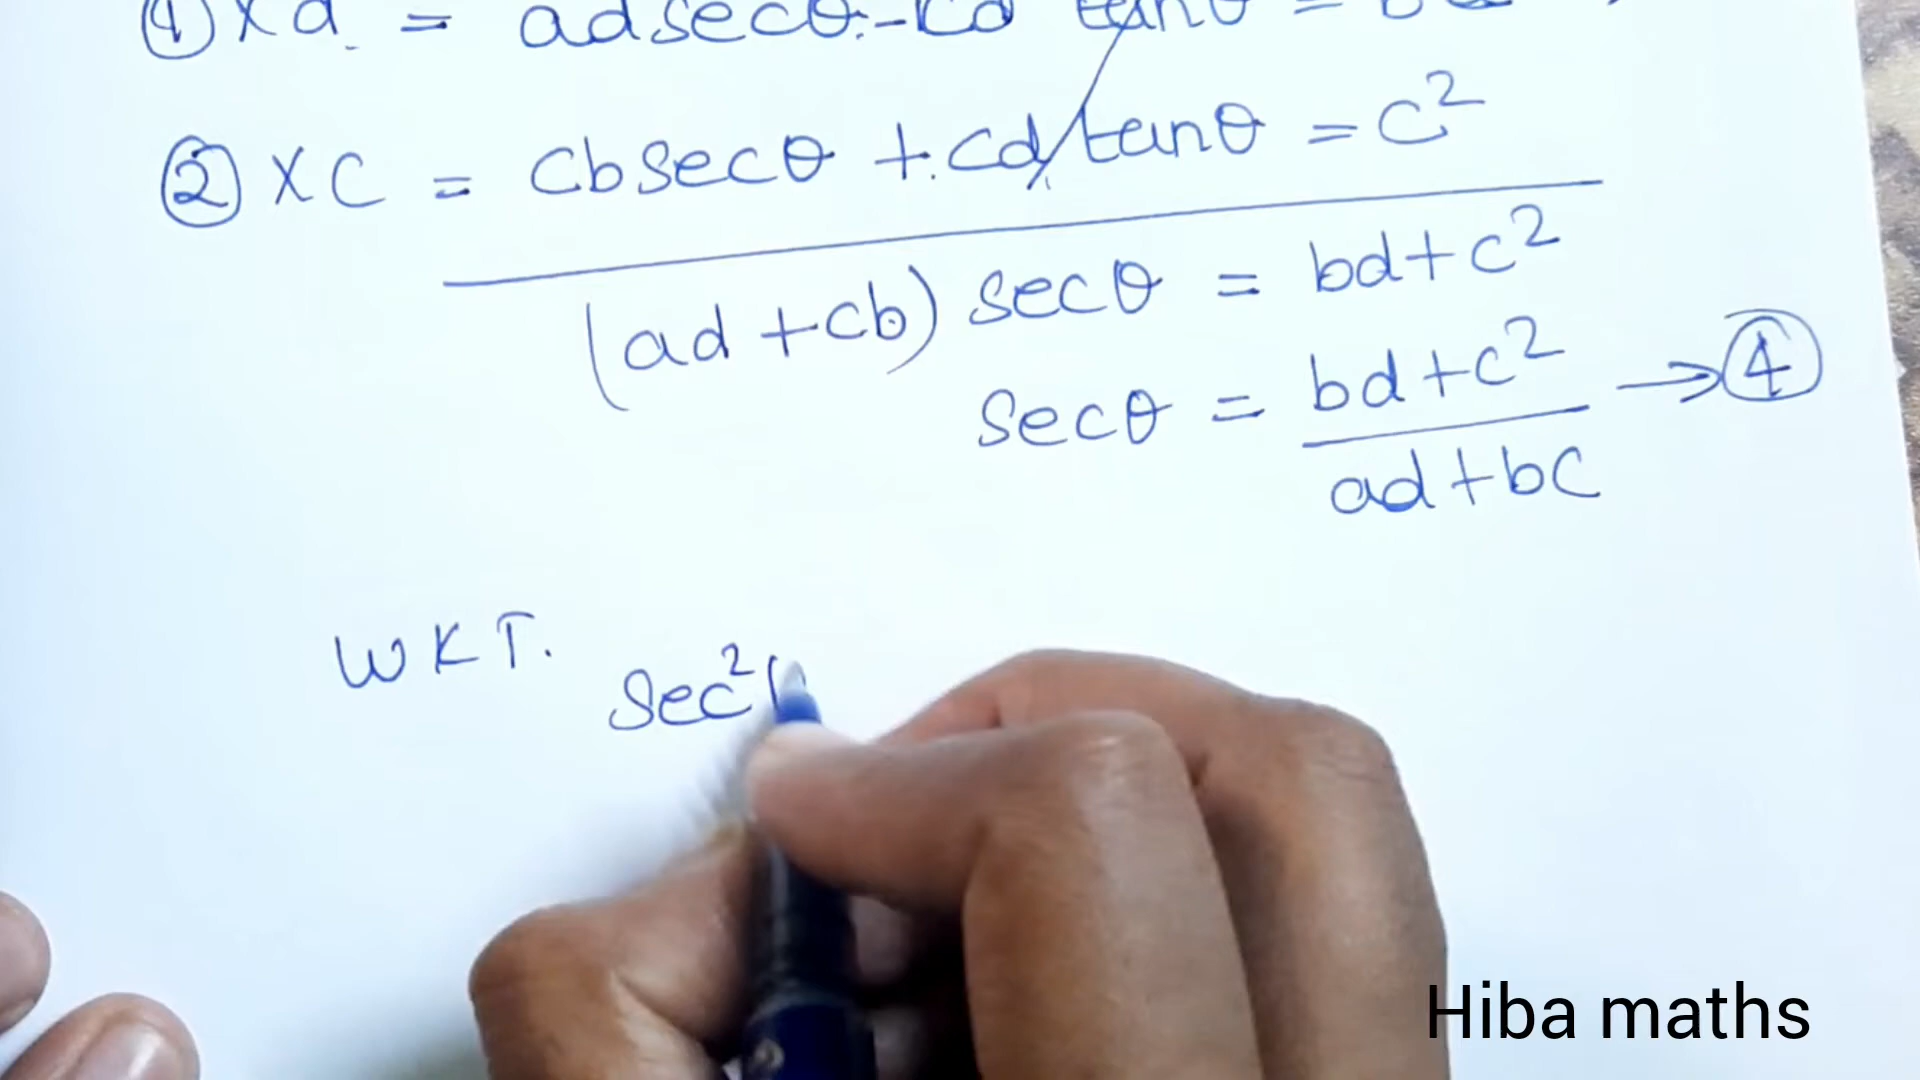 ① x d = ad secθ - cd tanθ = bd
② x c = cb secθ + cd tanθ = c²
(ad + cb) secθ = bd + c²
secθ = bd + c² / ad + bc → ④
WKT. Sec²
Hiba maths